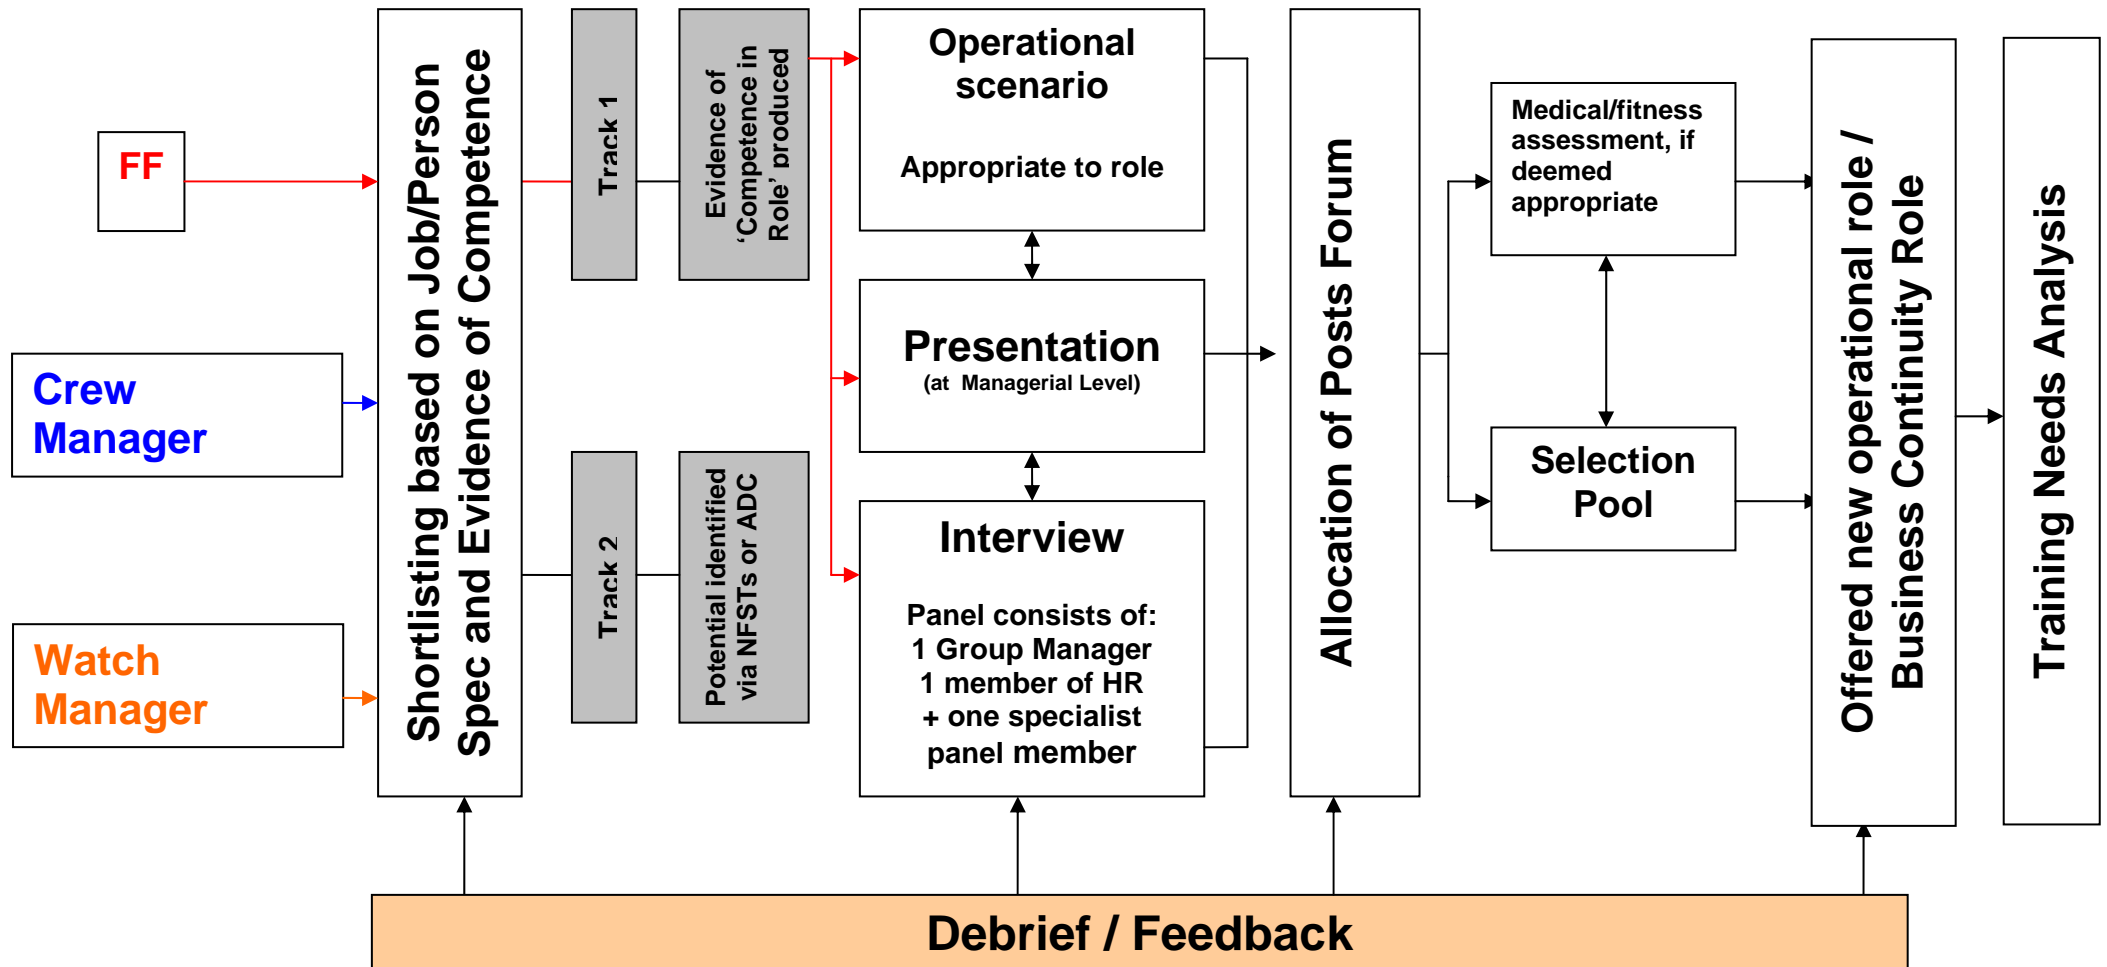 FF
Crew
Manager
Watch
Manager
Shortlisting based on Job/Person
Spec and Evidence of Competence
Track 1
Evidence of
‘Competence in
Role’ produced
Track 2
Potential identified
via NFSTs or ADC
Operational
scenario
Appropriate to role
Presentation
(at Managerial Level)
Interview
Panel consists of:
1 Group Manager
1 member of HR
+ one specialist
panel member
Allocation of Posts Forum
Medical/fitness
assessment, if
deemed
appropriate
Selection
Pool
Offered new operational role /
Business Continuity Role
Training Needs Analysis
Debrief / Feedback